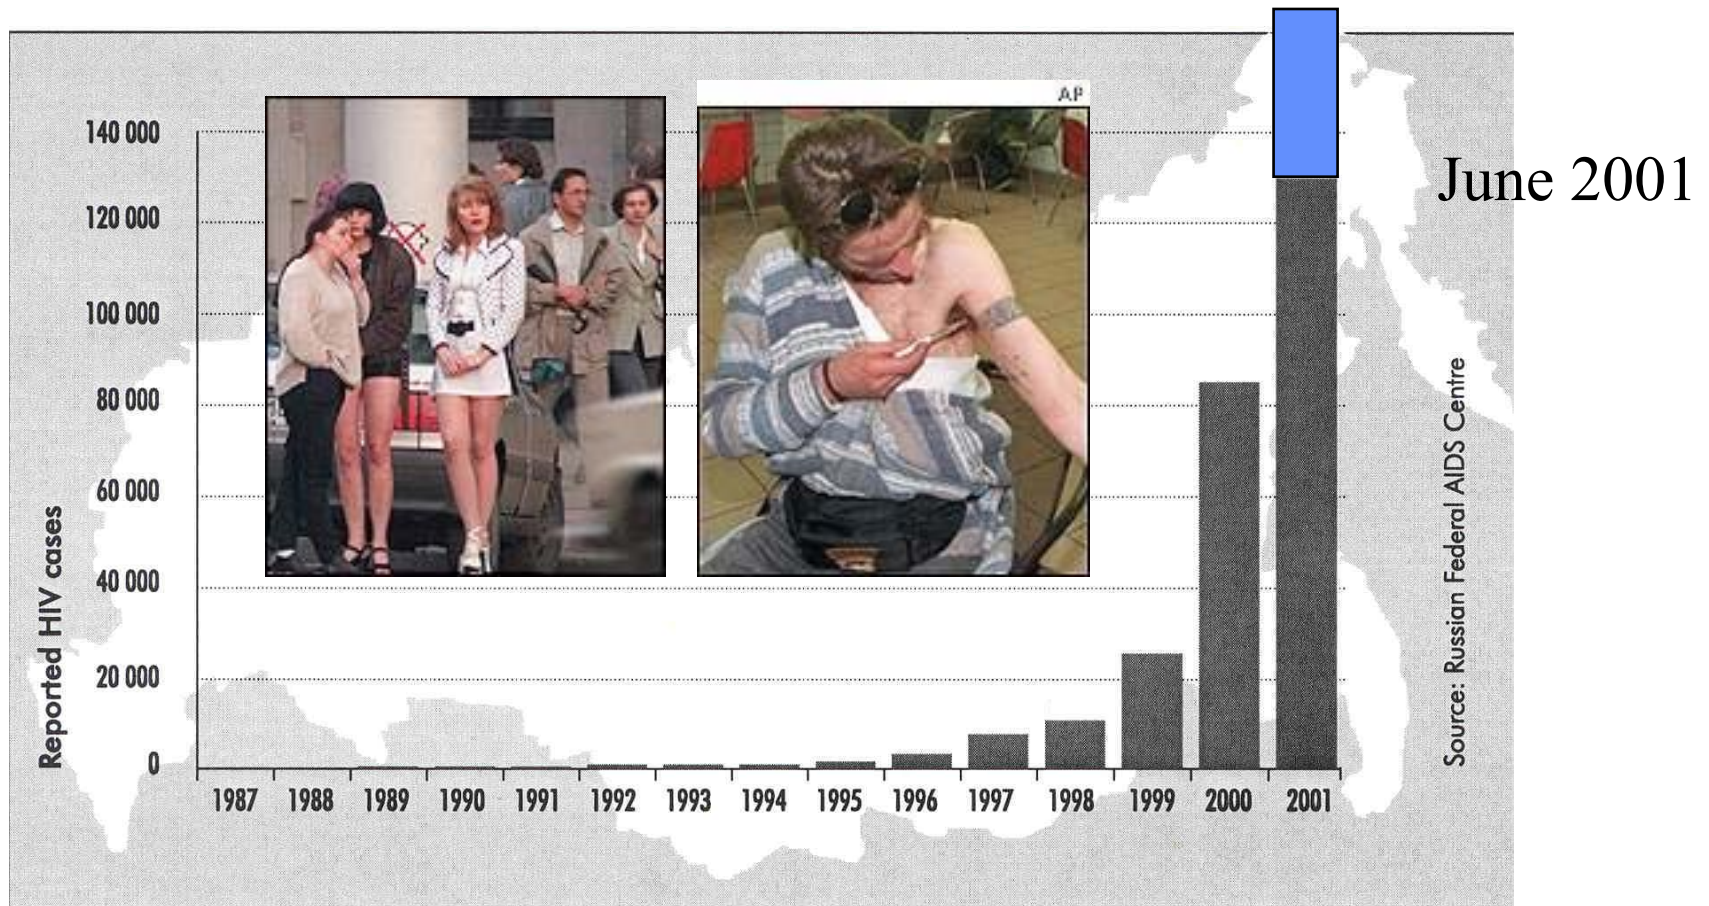 AP
140 000
120 000
100 000
80 000
60 000
40 000
20 000
0
Reported HIV cases
June 2001
Source: Russian Federal AIDS Centre
1987 1988 1989 1990 1991 1992 1993 1994 1995 1996 1997 1998 1999 2000 2001